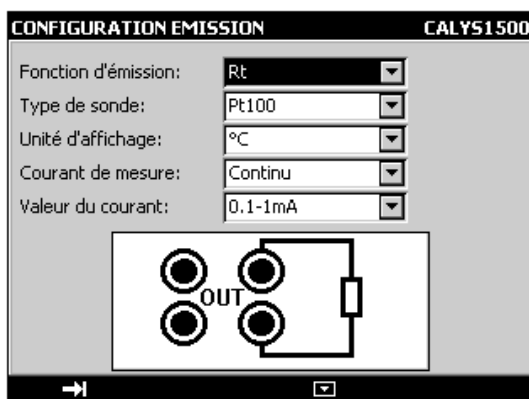 CONFIGURATION EMISSION CALYS1500
Fonction d'émission: Rt
Type de sonde: Pt100
Unité d'affichage: °C
Courant de mesure: Continu
Valeur du courant: 0.1-1mA
OUT